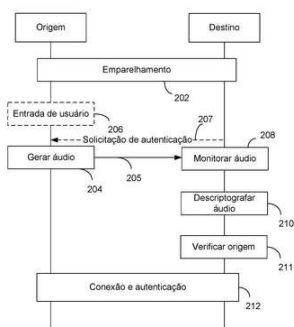 Origem
Destino
Emparelhamento
202
Entrada de usuário
206
207
Solicitação de autenticação
208
Gerar áudio
204
205
Monitorar áudio
Descriptografar
áudio
210
Verificar origem
211
Conexão e autenticação
212